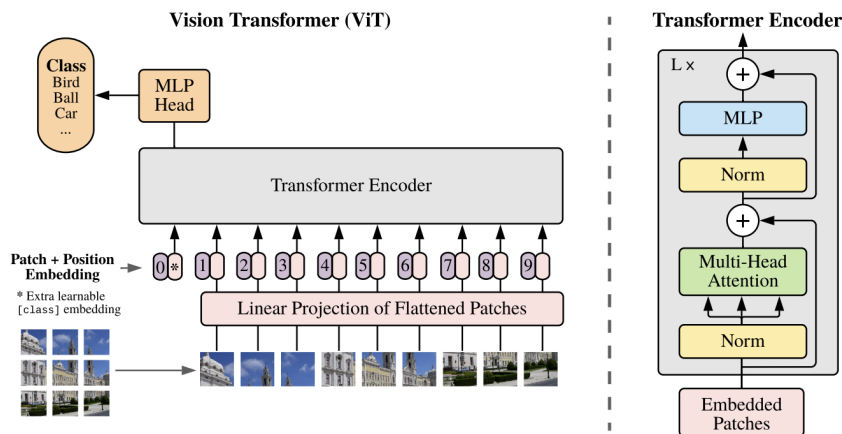 Vision Transformer (ViT)
Class
Bird
Ball
Car
...
MLP
Head
Transformer Encoder
Patch + Position
Embedding
0 * 1 2 3 4 5 6 7 8 9
* Extra learnable
[class] embedding
Linear Projection of Flattened Patches
Transformer Encoder
L x
+
MLP
Norm
+
Multi-Head
Attention
Norm
Embedded
Patches